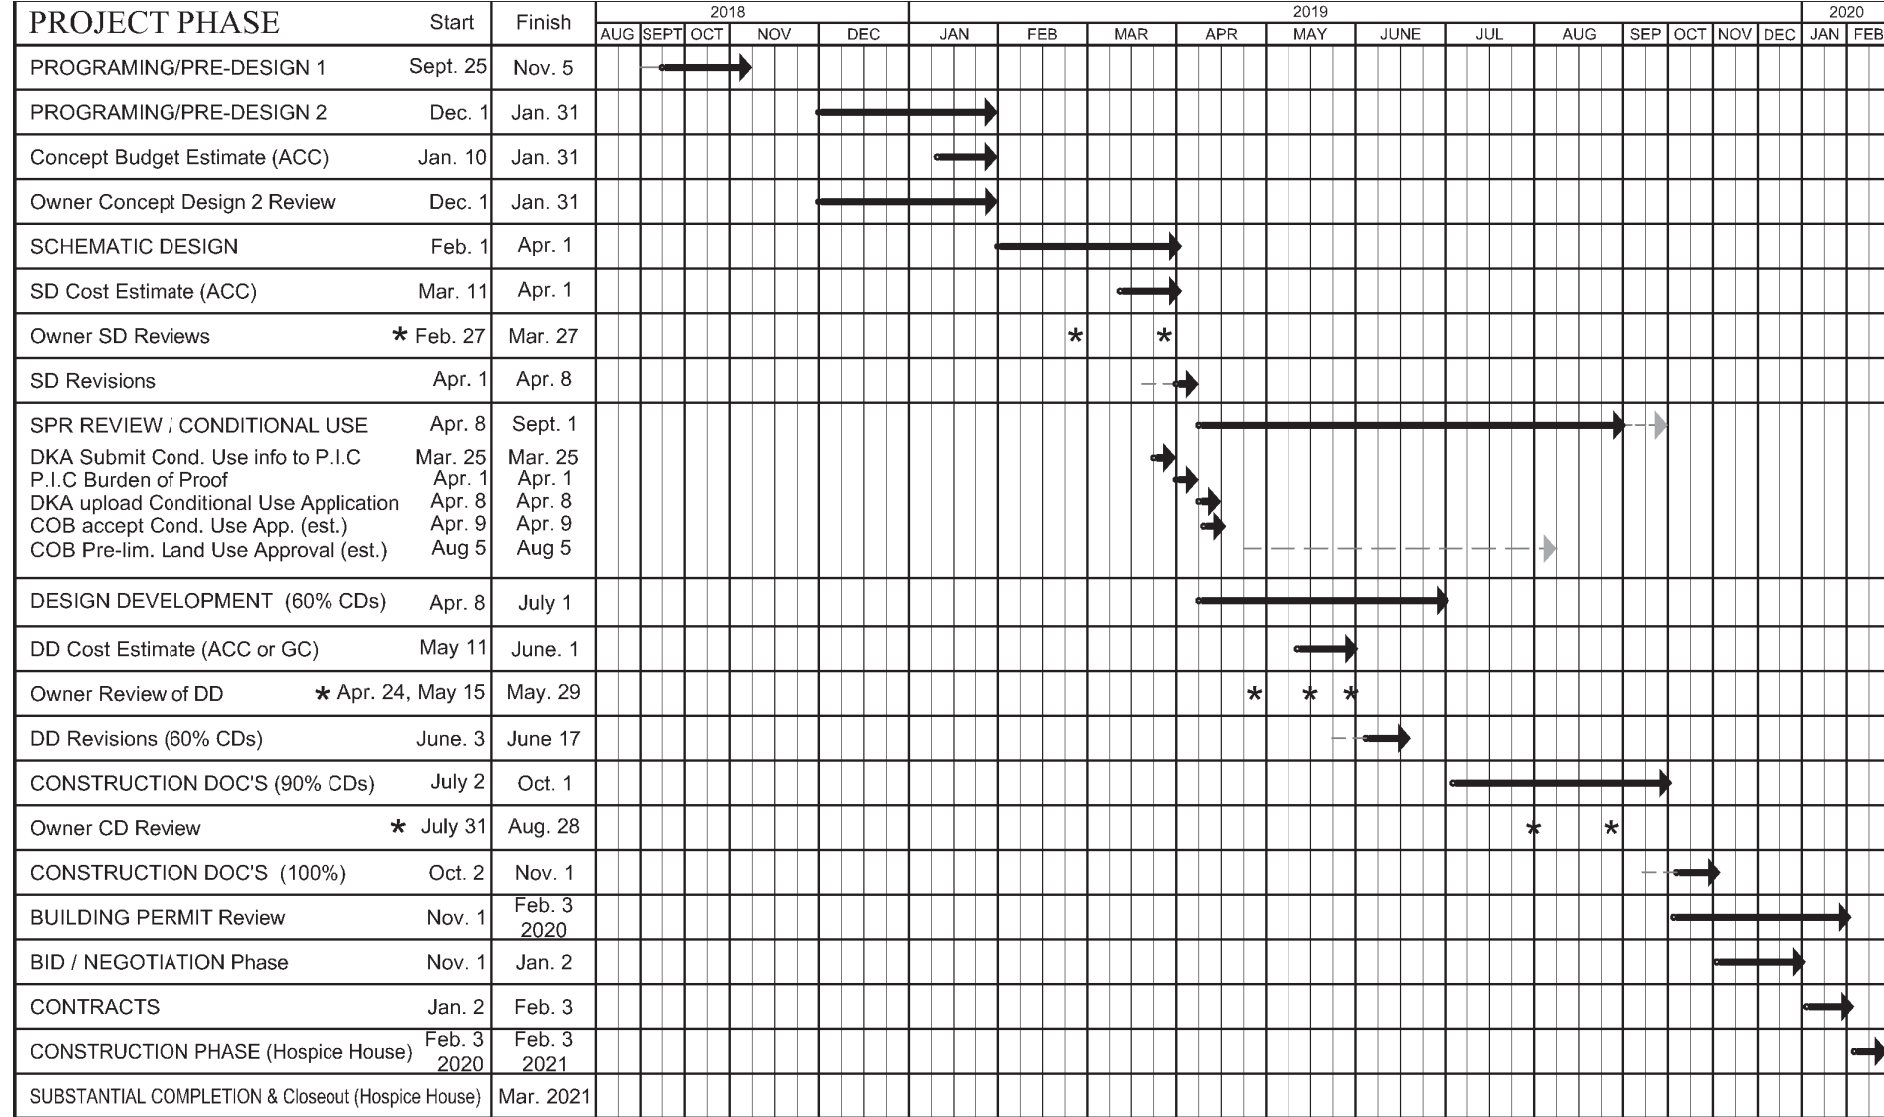 PROJECT PHASE Start Finish 2018 2019 2020
AUG SEPT OCT NOV DEC JAN FEB MAR APR MAY JUNE JUL AUG SEP OCT NOV DEC JAN FEB
PROGRAMING/PRE-DESIGN 1 Sept. 25 Nov. 5
PROGRAMING/PRE-DESIGN 2 Dec. 1 Jan. 31
Concept Budget Estimate (ACC) Jan. 10 Jan. 31
Owner Concept Design 2 Review Dec. 1 Jan. 31
SCHEMATIC DESIGN Feb. 1 Apr. 1
SD Cost Estimate (ACC) Mar. 11 Apr. 1
Owner SD Reviews * Feb. 27 Mar. 27 * *
SD Revisions Apr. 1 Apr. 8
SPR REVIEW / CONDITIONAL USE Apr. 8 Sept. 1
DKA Submit Cond. Use info to P.I.C Mar. 25 Mar. 25
P.I.C Burden of Proof Apr. 1 Apr. 1
DKA upload Conditional Use Application Apr. 8 Apr. 8
COB accept Cond. Use App. (est.) Apr. 9 Apr. 9
COB Pre-lim. Land Use Approval (est.) Aug 5 Aug 5
DESIGN DEVELOPMENT (60% CDs) Apr. 8 July 1
DD Cost Estimate (ACC or GC) May 11 June. 1
Owner Review of DD * Apr. 24, May 15 May. 29 * * *
DD Revisions (60% CDs) June. 3 June 17
CONSTRUCTION DOC'S (90% CDs) July 2 Oct. 1
Owner CD Review * July 31 Aug. 28 * *
CONSTRUCTION DOC'S (100%) Oct. 2 Nov. 1
BUILDING PERMIT Review Nov. 1 Feb. 3
2020
BID / NEGOTIATION Phase Nov. 1 Jan. 2
CONTRACTS Jan. 2 Feb. 3
CONSTRUCTION PHASE (Hospice House) Feb. 3 Feb. 3
2020 2021
SUBSTANTIAL COMPLETION & Closeout (Hospice House) Mar. 2021